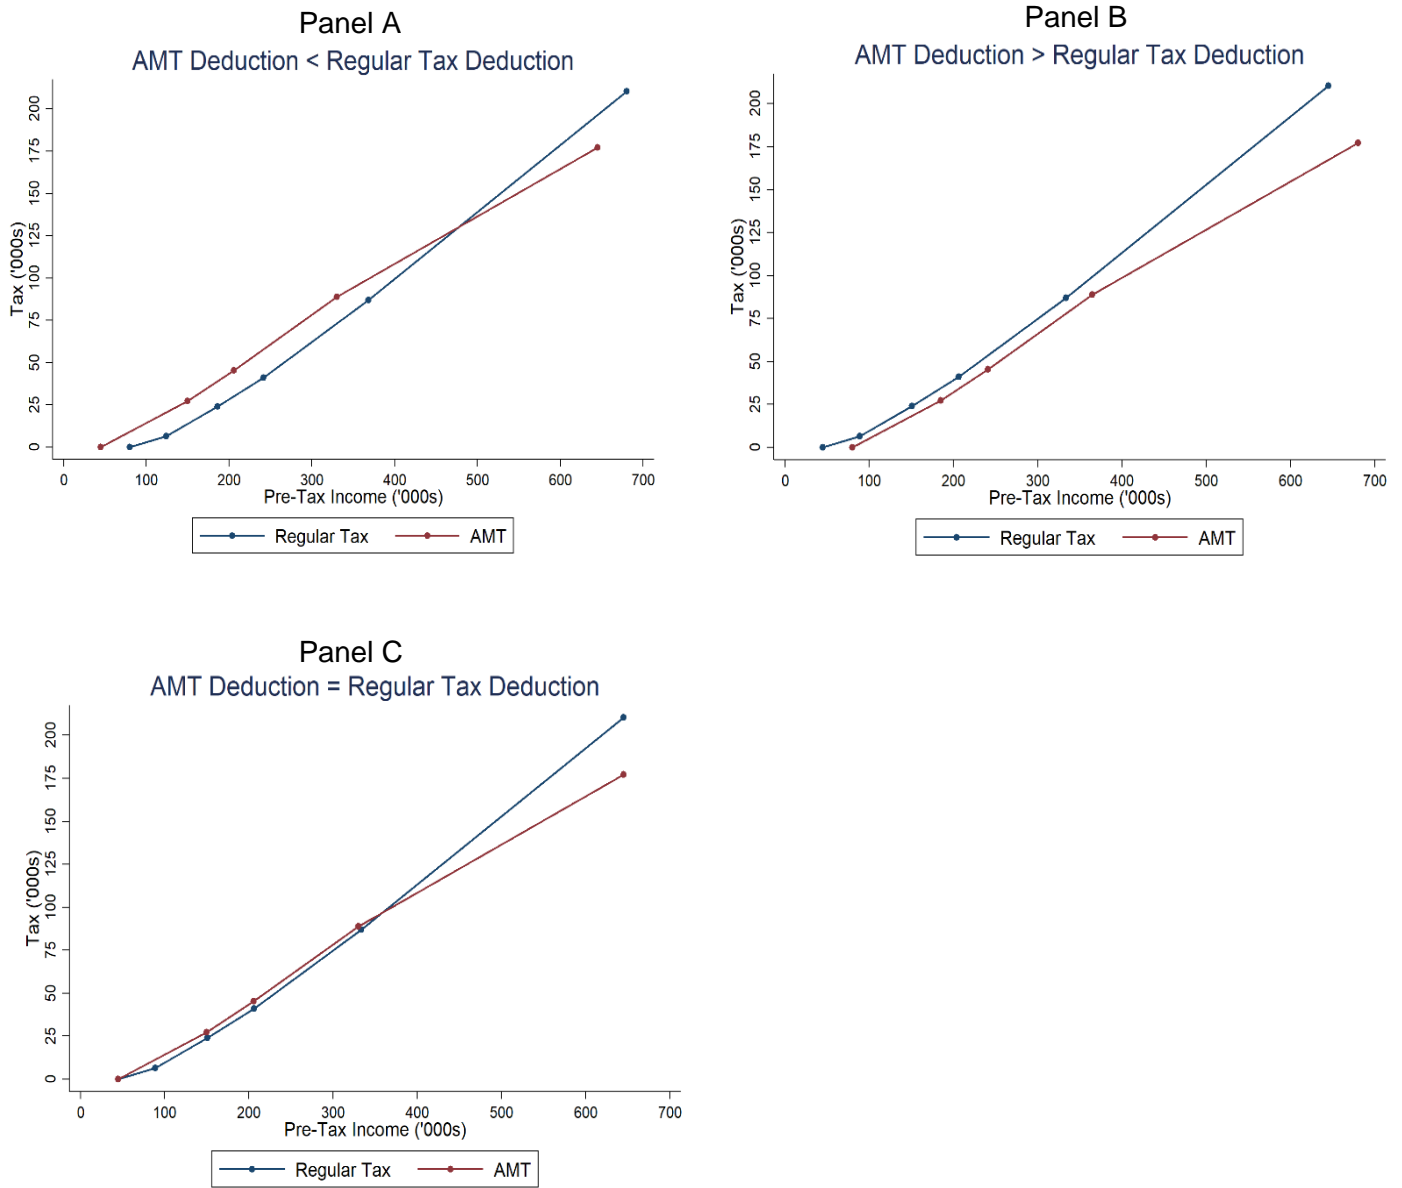 Panel A
AMT Deduction < Regular Tax Deduction
Tax ('000s)
200
175
150
125
100
75
50
25
0
0 100 200 300 400 500 600 700
Pre-Tax Income ('000s)
Regular Tax AMT
Panel B
AMT Deduction > Regular Tax Deduction
Tax ('000s)
200
175
150
125
100
75
50
25
0
0 100 200 300 400 500 600 700
Pre-Tax Income ('000s)
Regular Tax AMT
Panel C
AMT Deduction = Regular Tax Deduction
Tax ('000s)
200
175
150
125
100
75
50
25
0
0 100 200 300 400 500 600 700
Pre-Tax Income ('000s)
Regular Tax AMT